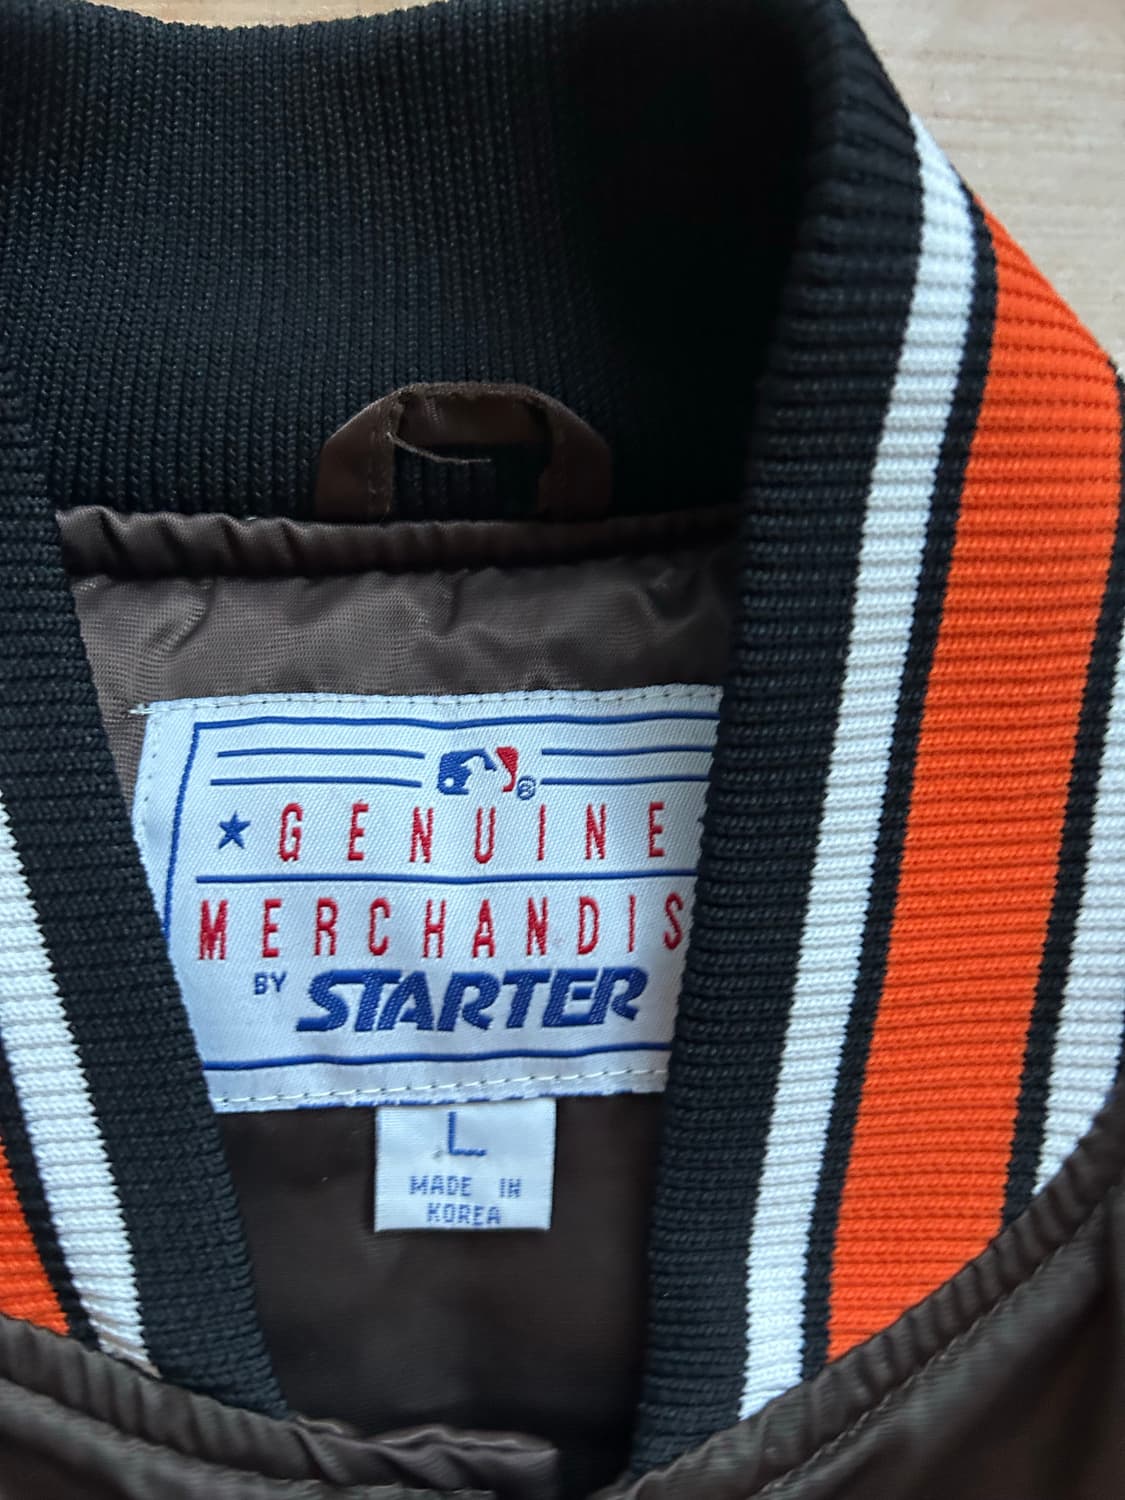 GENUINE
MERCHANDIS
BY STARTER
L
MADE IN
KOREA